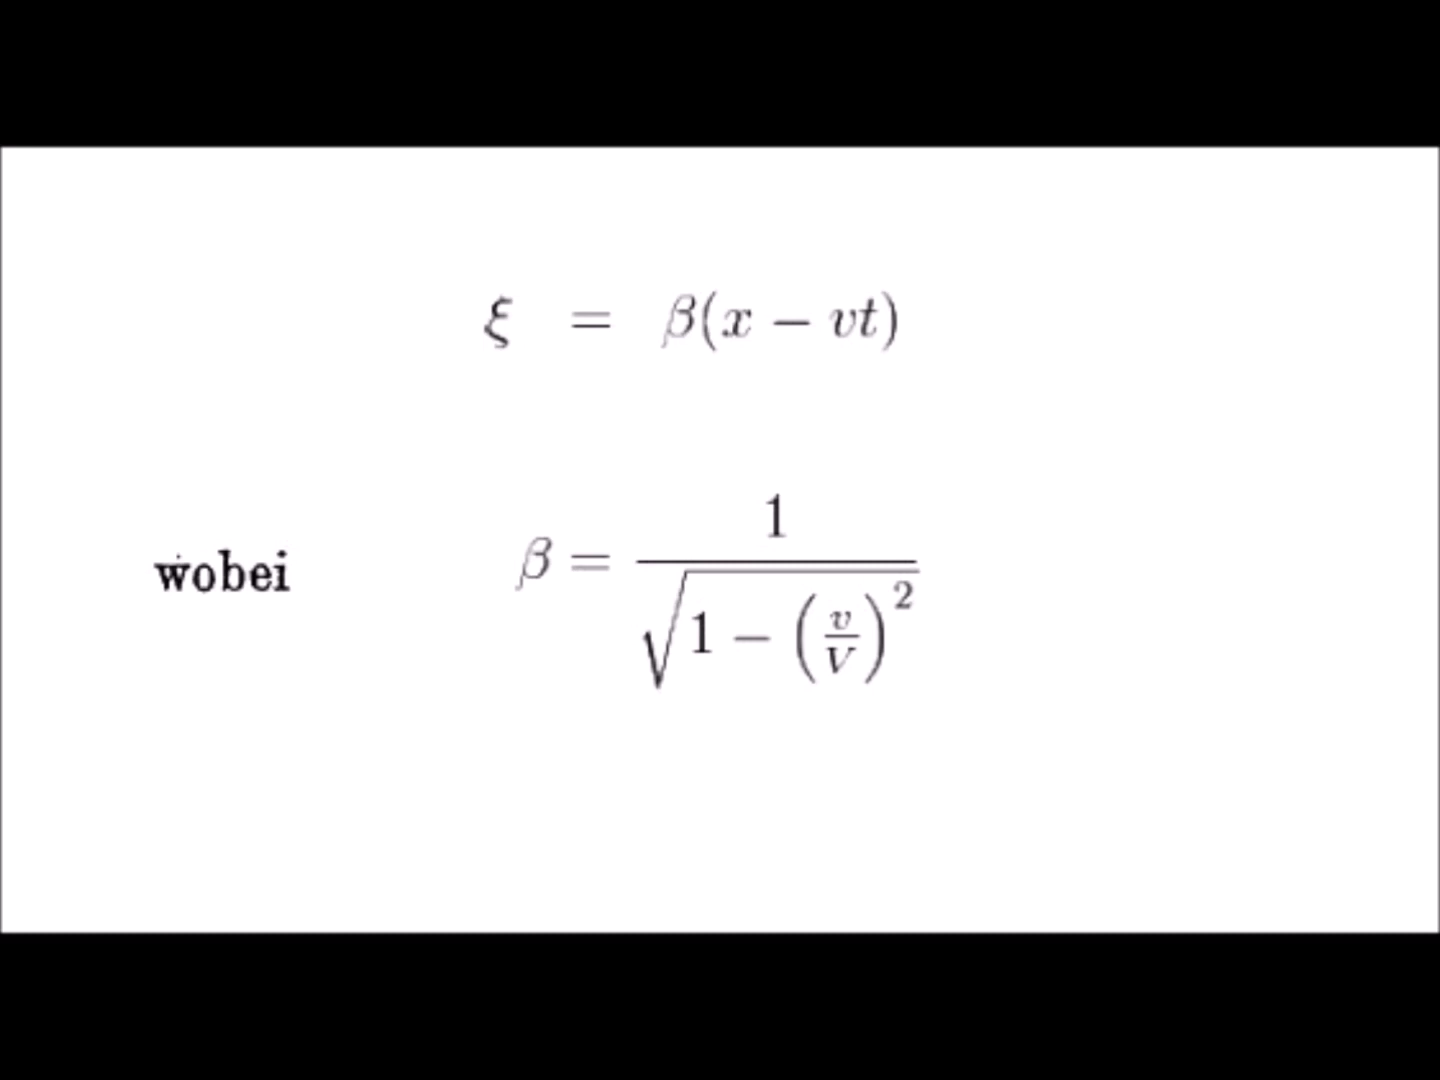 ξ = β(x − vt)
wobei β = 1 / √(1 − (v/V)²)